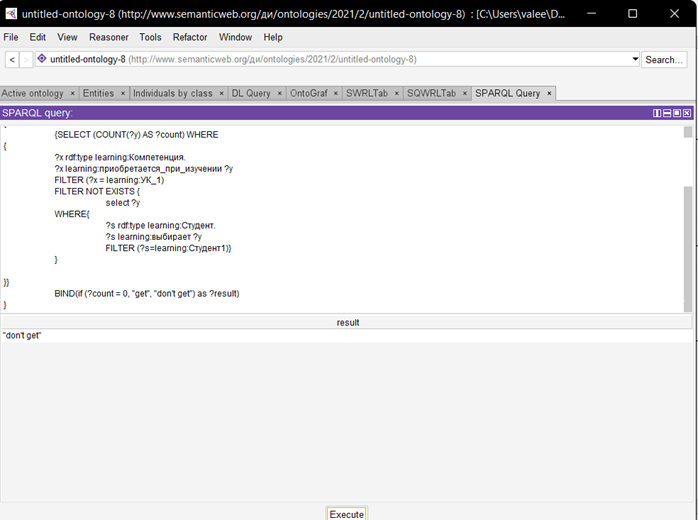 untitled-ontology-8 (http://www.semanticweb.org/ди/ontologies/2021/2/untitled-ontology-8) : [C:\Users\valee\D...
File Edit View Reasoner Tools Refactor Window Help
< > untitled-ontology-8 (http://www.semanticweb.org/ди/ontologies/2021/2/untitled-ontology-8) Search...
Active ontology × Entities × Individuals by class × DL Query × OntoGraf × SWRLTab × SQWRLTab × SPARQL Query ×
SPARQL query:
{SELECT (COUNT(?y) AS ?count) WHERE
{
?x rdf:type learning:Компетенция.
?x learning:приобретается_при_изучении ?y
FILTER (?x = learning:УК_1)
FILTER NOT EXISTS {
select ?y
WHERE{
?s rdf:type learning:Студент.
?s learning:выбирает ?y
FILTER (?s=learning:Студент1)}
}
}}
BIND(if (?count = 0, "get", "don't get") as ?result)
}
result
"don't get"
Execute